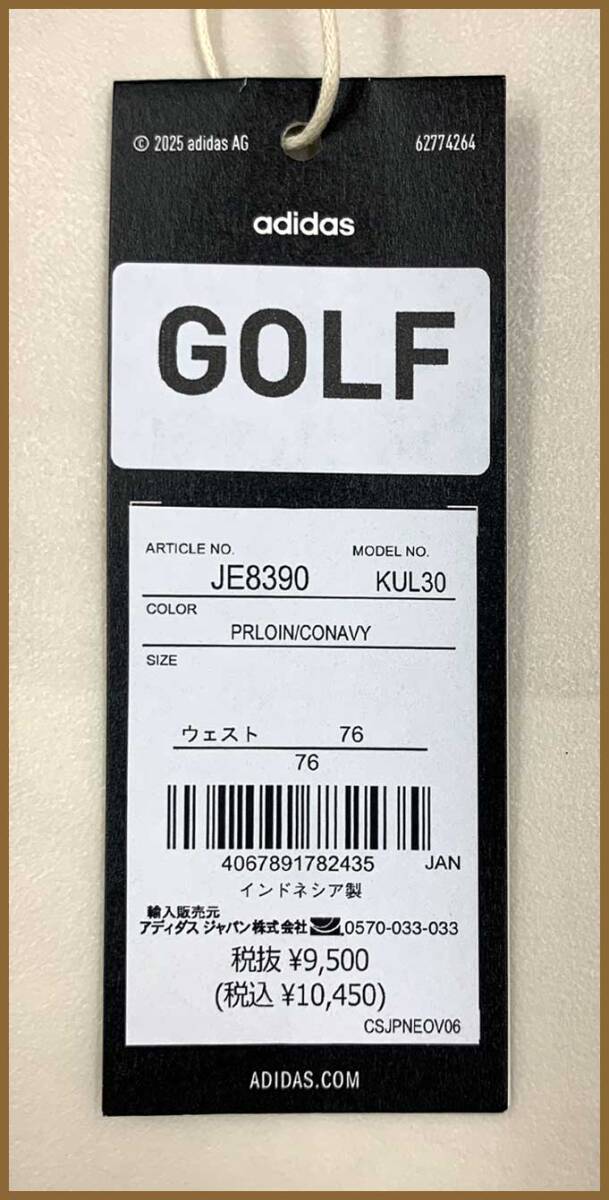 © 2025 adidas AG 62774264
adidas
GOLF
ARTICLE NO. MODEL NO.
JE8390 KUL30
COLOR
PRLOIN/CONAVY
SIZE
ウェスト 76
76
4067891782435 JAN
インドネシア製
輸入販売元
アディダス ジャパン株式会社 0570-033-033
税抜 ¥9,500
(税込 ¥10,450)
CSJPNEOV06
ADIDAS.COM